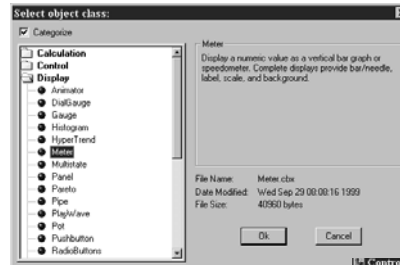 Select object class:
Categorize
Calculation
Control
Display
Animator
DialGauge
Gauge
Histogram
HyperTrend
Meter
Multistate
Panel
Pareto
Pipe
PlayWave
Pot
Pushbutton
RadioButtons
Meter
Display a numeric value as a vertical bar graph or
speedometer. Complete displays provide bar/needle,
label, scale, and background.
File Name: Meter.cbx
Date Modified: Wed Sep 29 08:08:16 1999
File Size: 40960 bytes
Ok Cancel